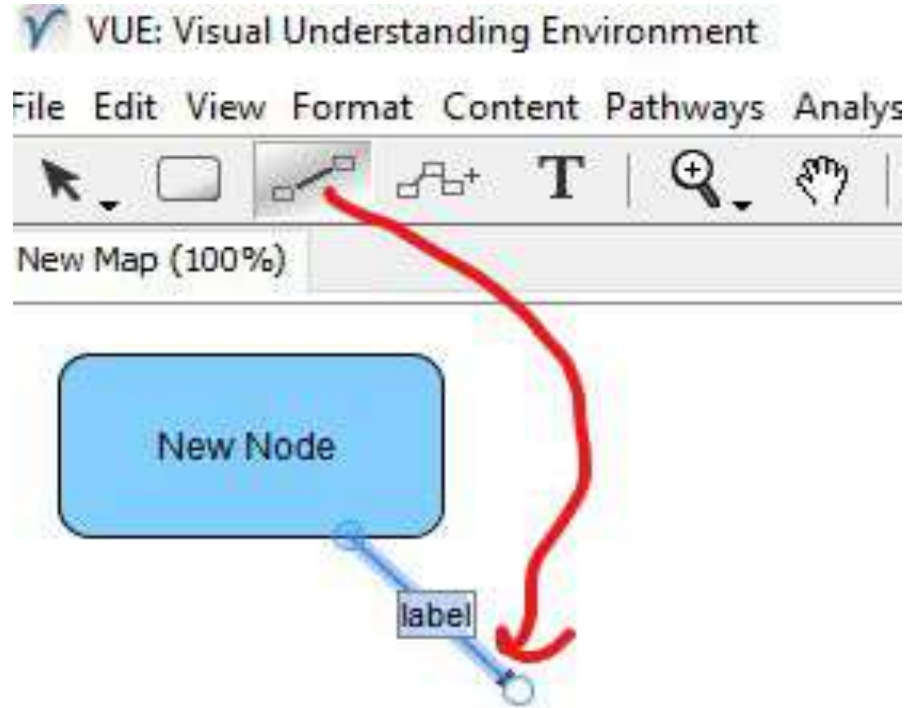 VUE: Visual Understanding Environment
File Edit View Format Content Pathways Analys
T
New Map (100%)
New Node
label